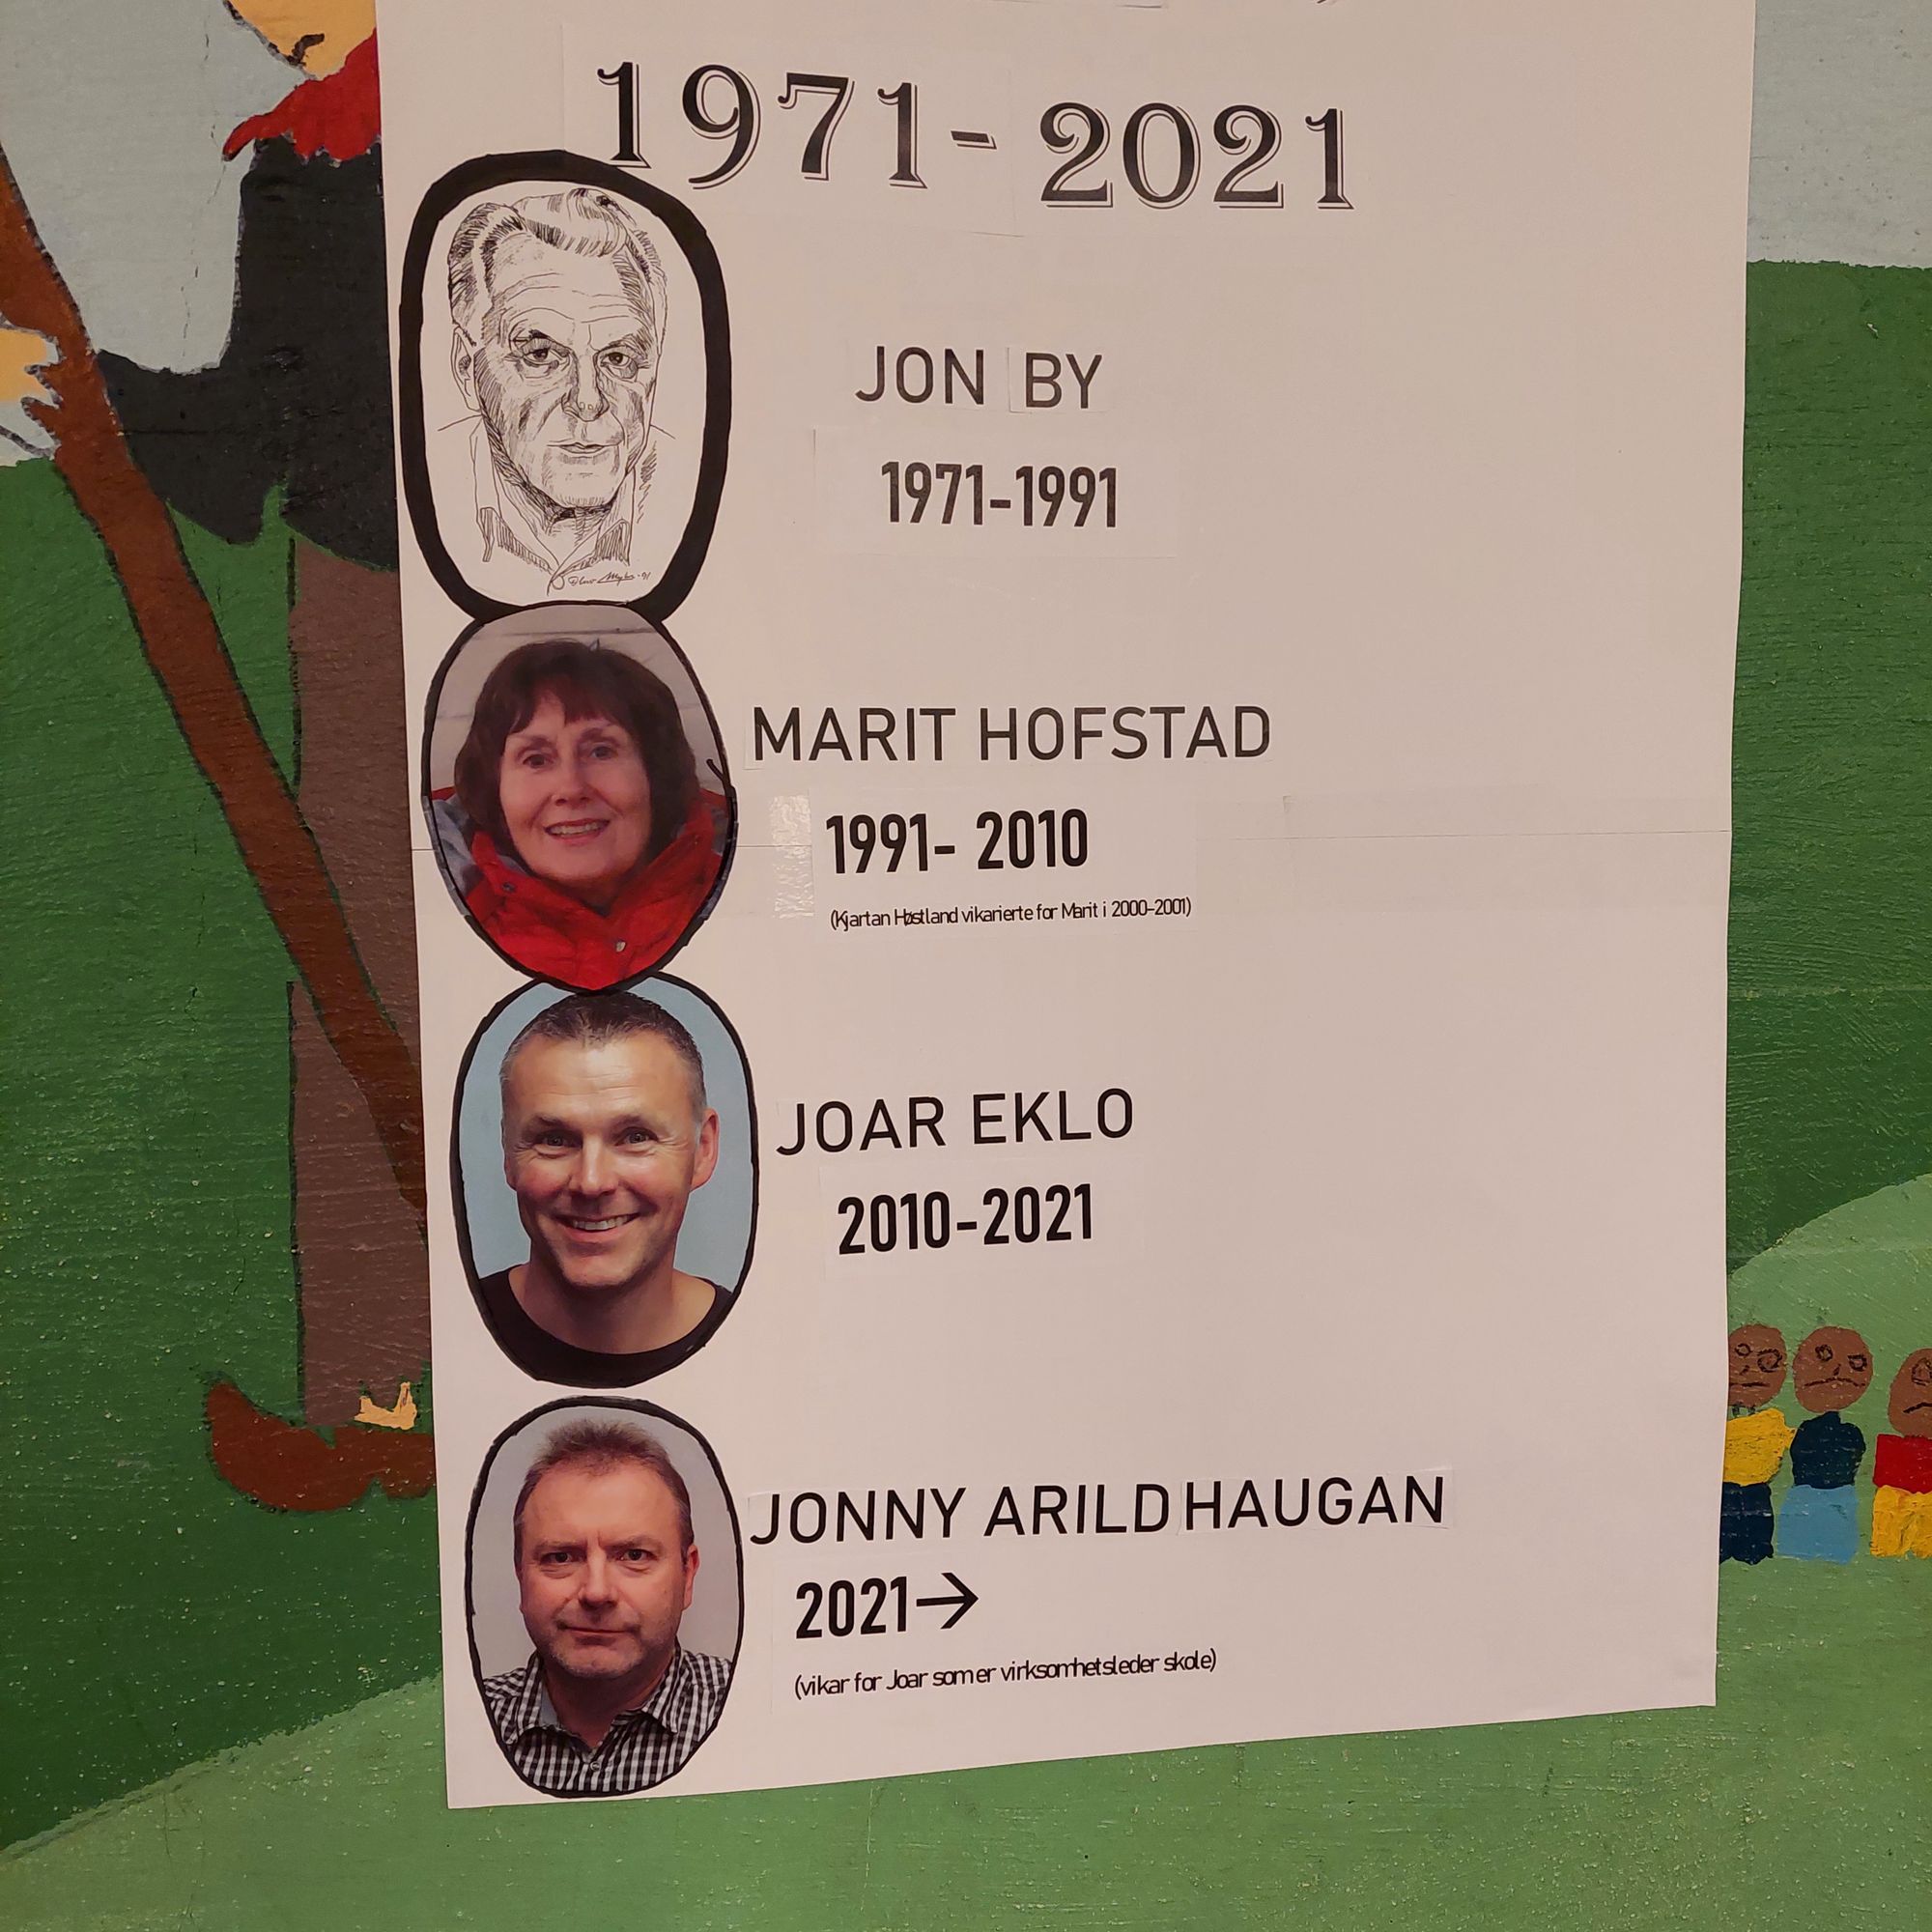 1971-2021
JON BY
1971-1991
MARIT HOFSTAD
1991- 2010
(Kjartan Høstland vikarierte for Marit i 2000-2001)
JOAR EKLO
2010-2021
JONNY ARILD HAUGAN
2021→
(vikar for Joar som er virksomhetsleder skole)